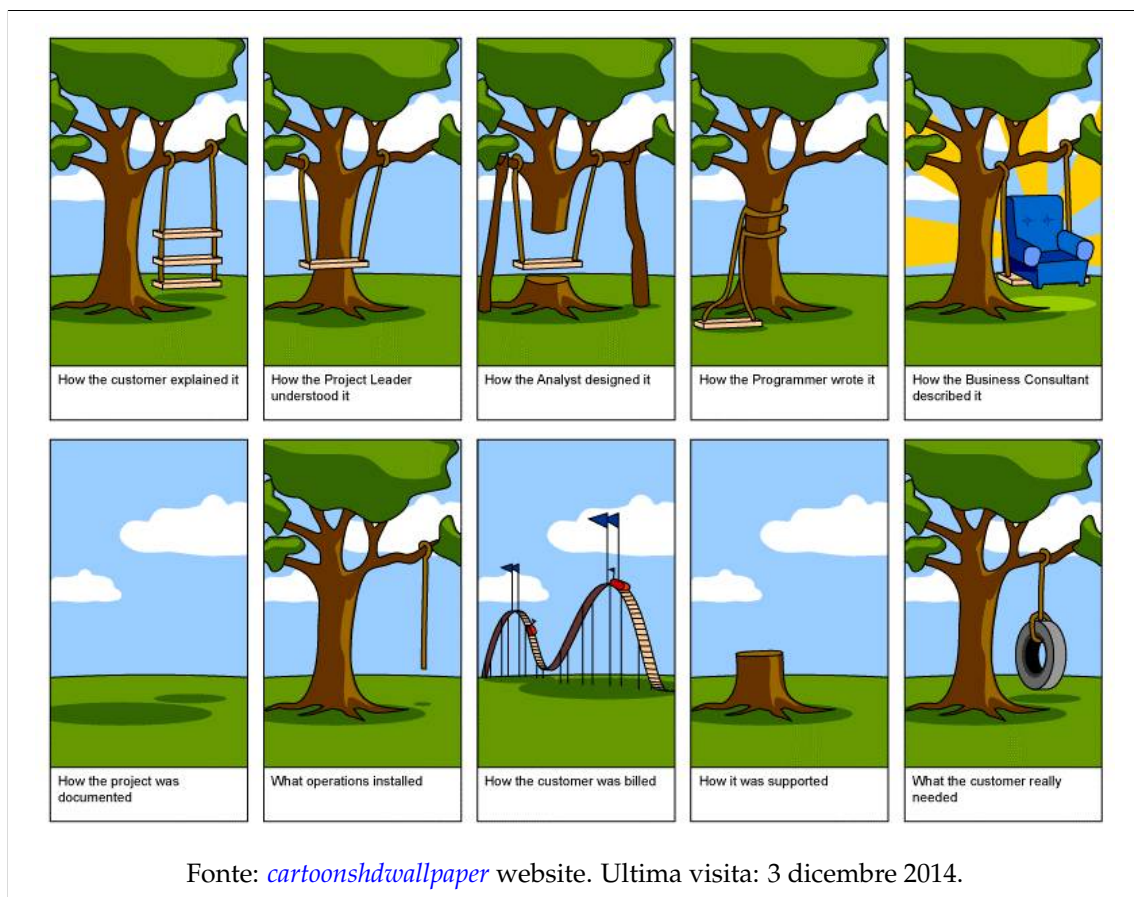 How the customer explained it
How the Project Leader
understood it
How the Analyst designed it
How the Programmer wrote it
How the Business Consultant
described it
How the project was
documented
What operations installed
How the customer was billed
How it was supported
What the customer really
needed
Fonte: cartoonshdwallpaper website. Ultima visita: 3 dicembre 2014.